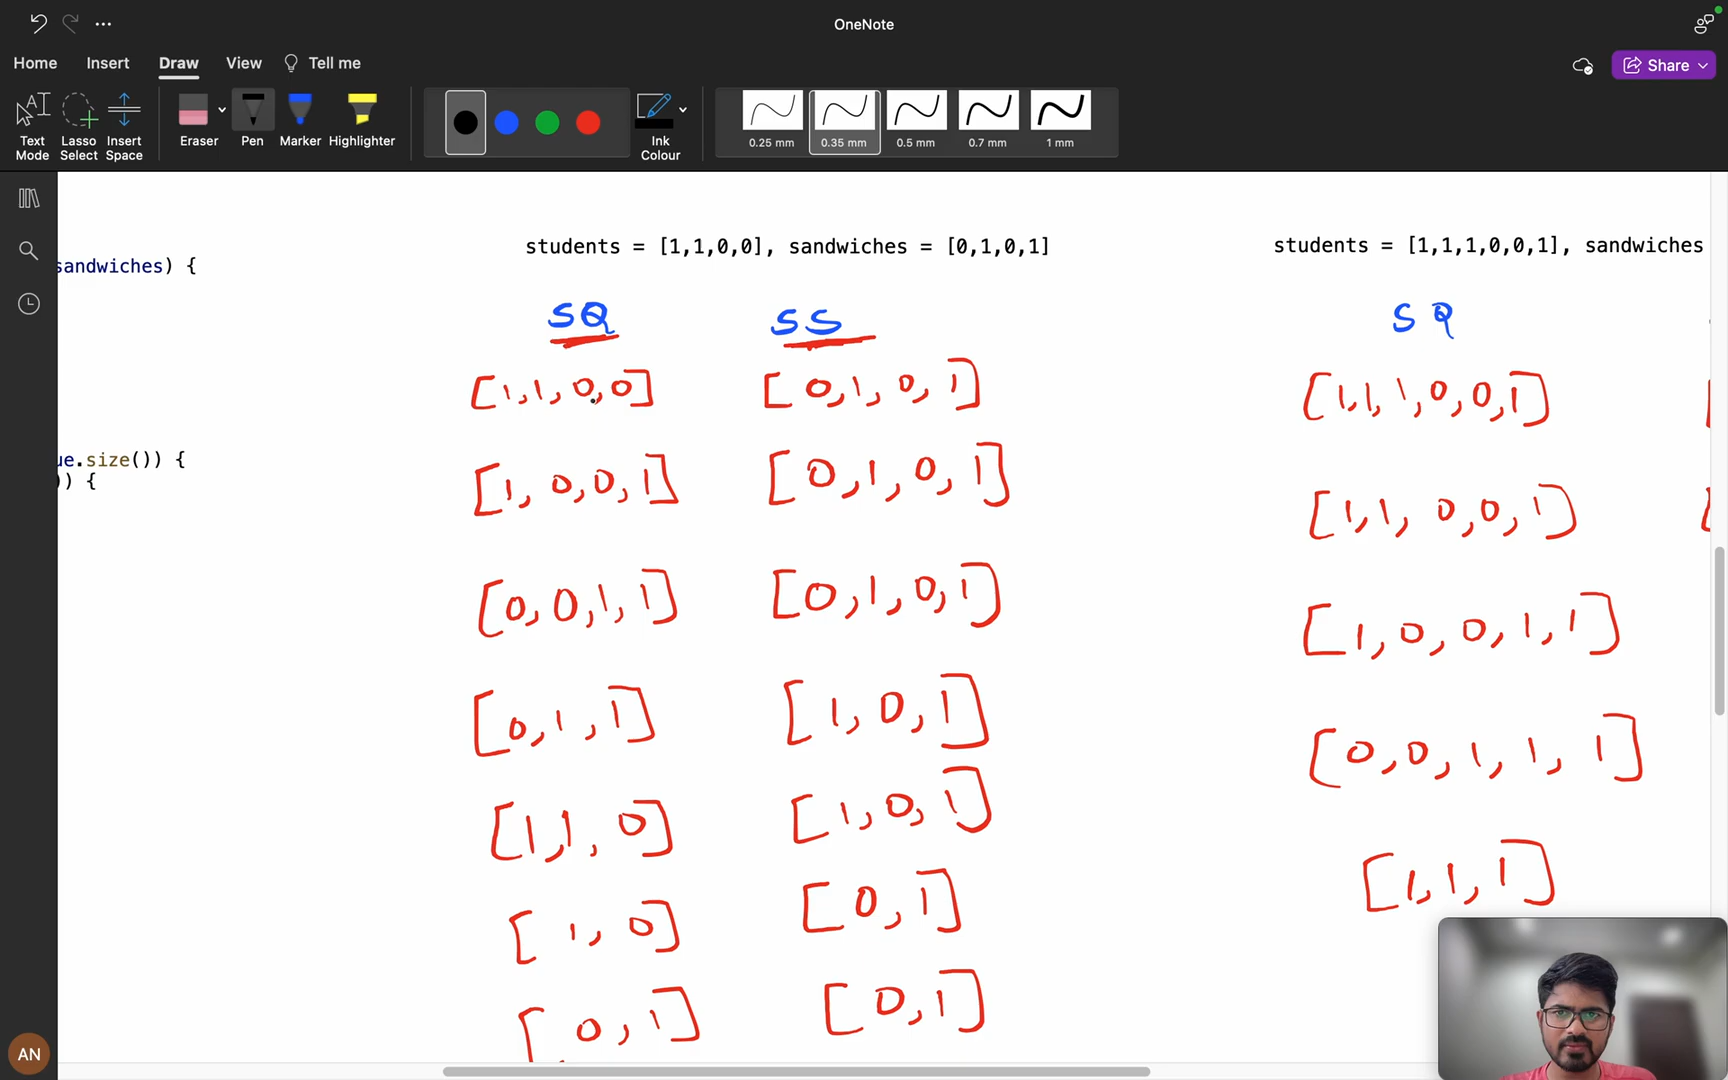 OneNote
Home Insert Draw View Tell me Share
Text Mode
Lasso Select
Insert Space
Eraser
Pen
Marker
Highlighter
Ink Colour
0.25 mm
0.35 mm
0.5 mm
0.7 mm
1 mm
students = [1,1,0,0], sandwiches = [0,1,0,1]
students = [1,1,1,0,0,1], sandwiches
sandwiches) {
ue.size()) {
)) {
SQ SS SQ
[1,1,0,0] [0,1,0,1] [1,1,1,0,0,1]
[1,0,0,1] [0,1,0,1] [1,1,0,0,1]
[0,0,1,1] [0,1,0,1] [1,0,0,1,1]
[0,1,1] [1,0,1] [0,0,1,1,1]
[1,1,0] [1,0,1] [1,1,1]
[1,0] [0,1]
[0,1] [0,1]
AN